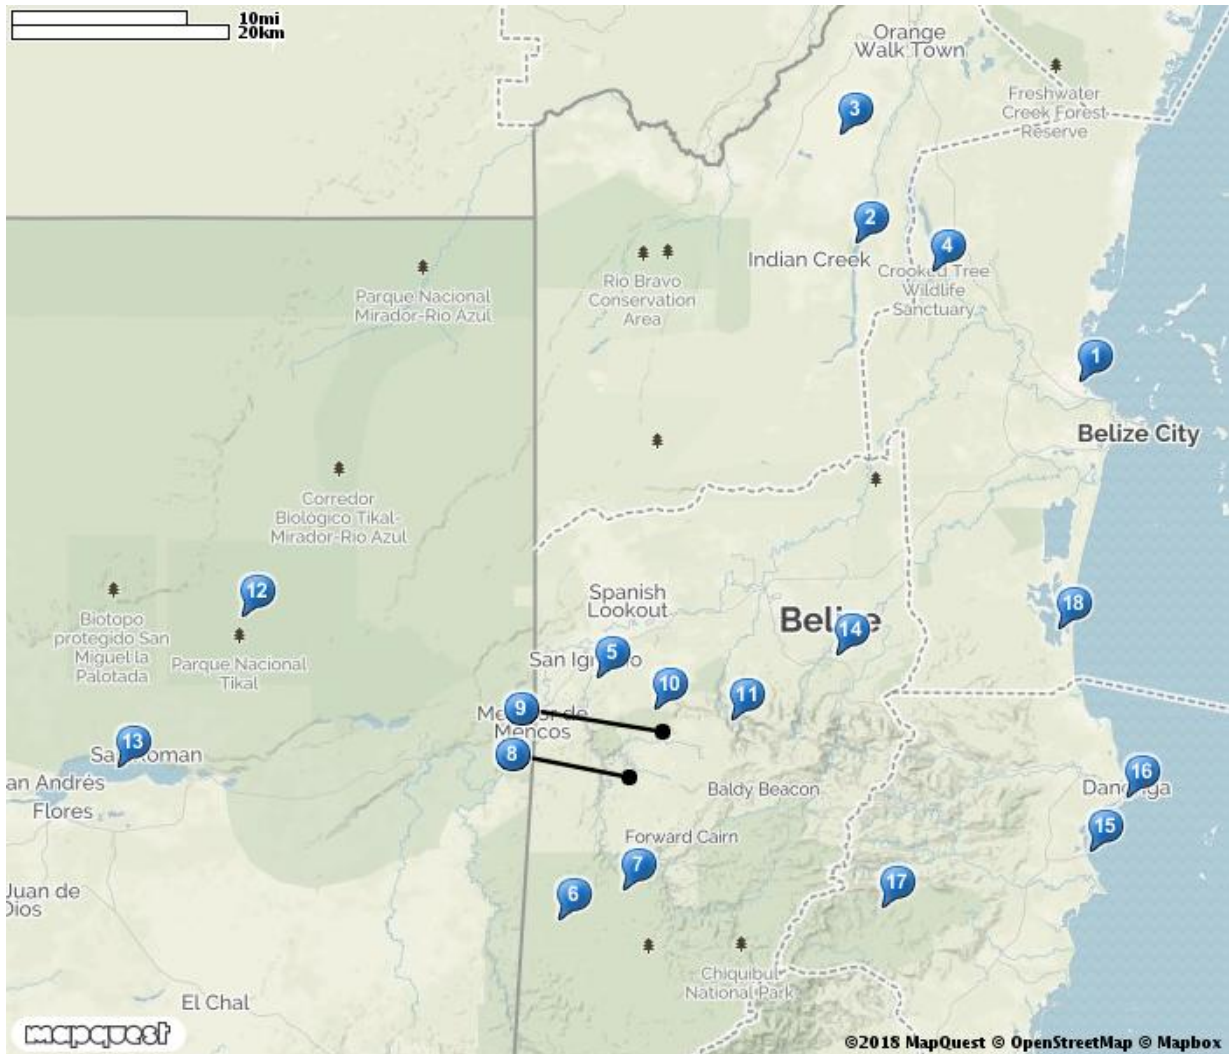 10mi
20km
Orange
Walk Town
Freshwater
Creek Forest
Reserve
3
2
4
Indian Creek
Crooked Tree
Wildlife
Sanctuary
Rio Bravo
Conservation
Area
Parque Nacional
Mirador-Rio Azul
1
Belize City
Corredor
Biológico Tikal-
Mirador-Rio Azul
12
Biotopo
protegido San
Miguel la
Palotada
Parque Nacional
Tikal
Spanish
Lookout
Belize
14
18
5
San Ig o
10
11
9
Me de
Mencos
8
13
Sa Roman
an Andrés
Flores
Baldy Beacon
16
Dan ga
15
Forward Cairn
7
6
17
Juan de
Dios
Chiquibul
National Park
El Chal
mapquest
©2018 MapQuest © OpenStreetMap © Mapbox